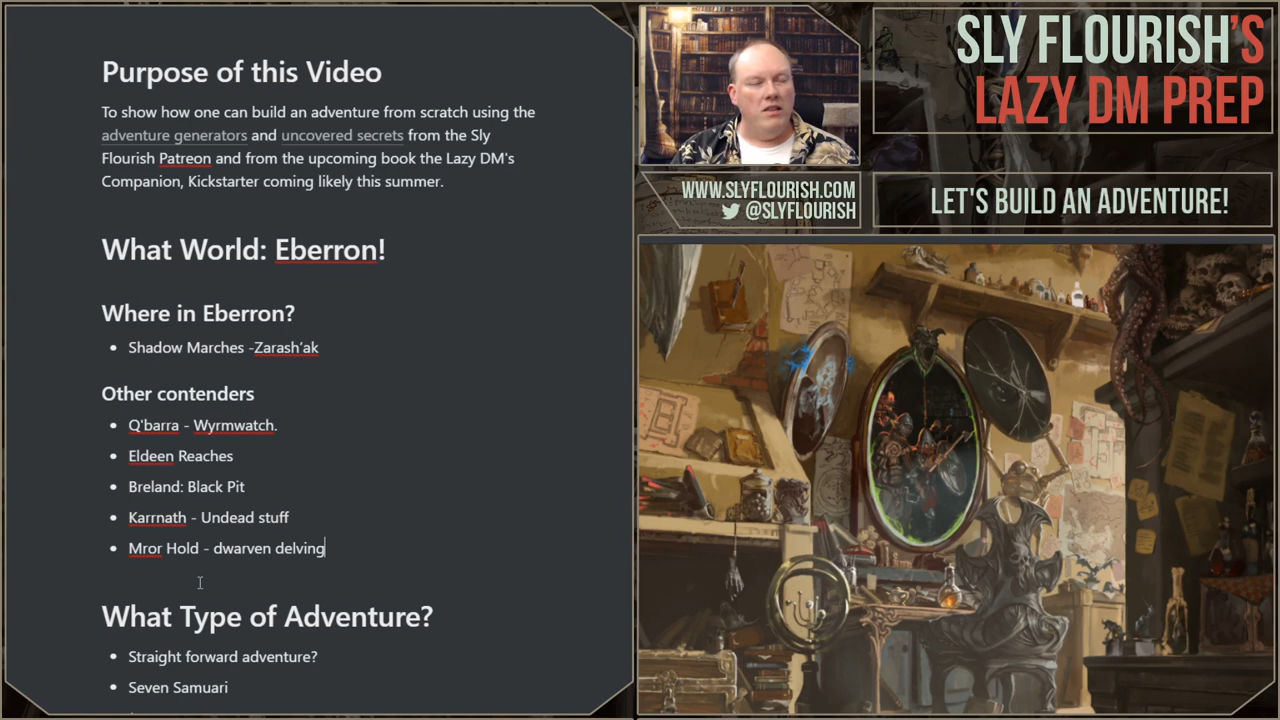 Purpose of this Video
To show how one can build an adventure from scratch using the
adventure generators and uncovered secrets from the Sly
Flourish Patreon and from the upcoming book the Lazy DM's
Companion, Kickstarter coming likely this summer.
What World: Eberron!
Where in Eberron?
• Shadow Marches -Zarash'ak
Other contenders
• Q'barra - Wyrmwatch.
• Eldeen Reaches
• Breland: Black Pit
• Karrnath - Undead stuff
• Mror Hold - dwarven delving
What Type of Adventure?
• Straight forward adventure?
• Seven Samuari
SLY FLOURISH'S
LAZY DM PREP
WWW.SLYFLOURISH.COM
@SLYFLOURISH
LET'S BUILD AN ADVENTURE!